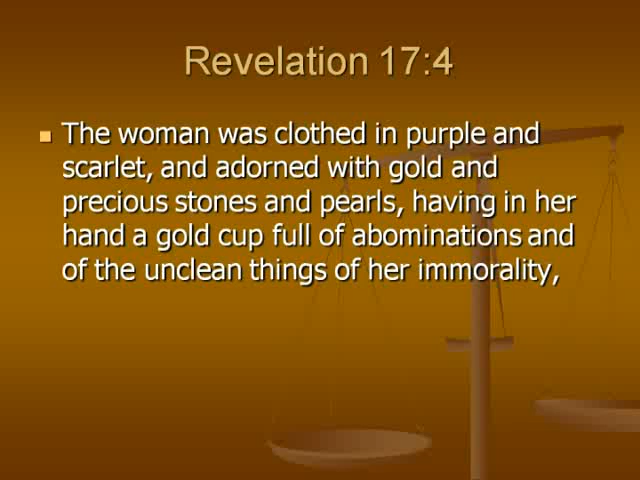 Revelation 17:4
The woman was clothed in purple and
scarlet, and adorned with gold and
precious stones and pearls, having in her
hand a gold cup full of abominations and
of the unclean things of her immorality,